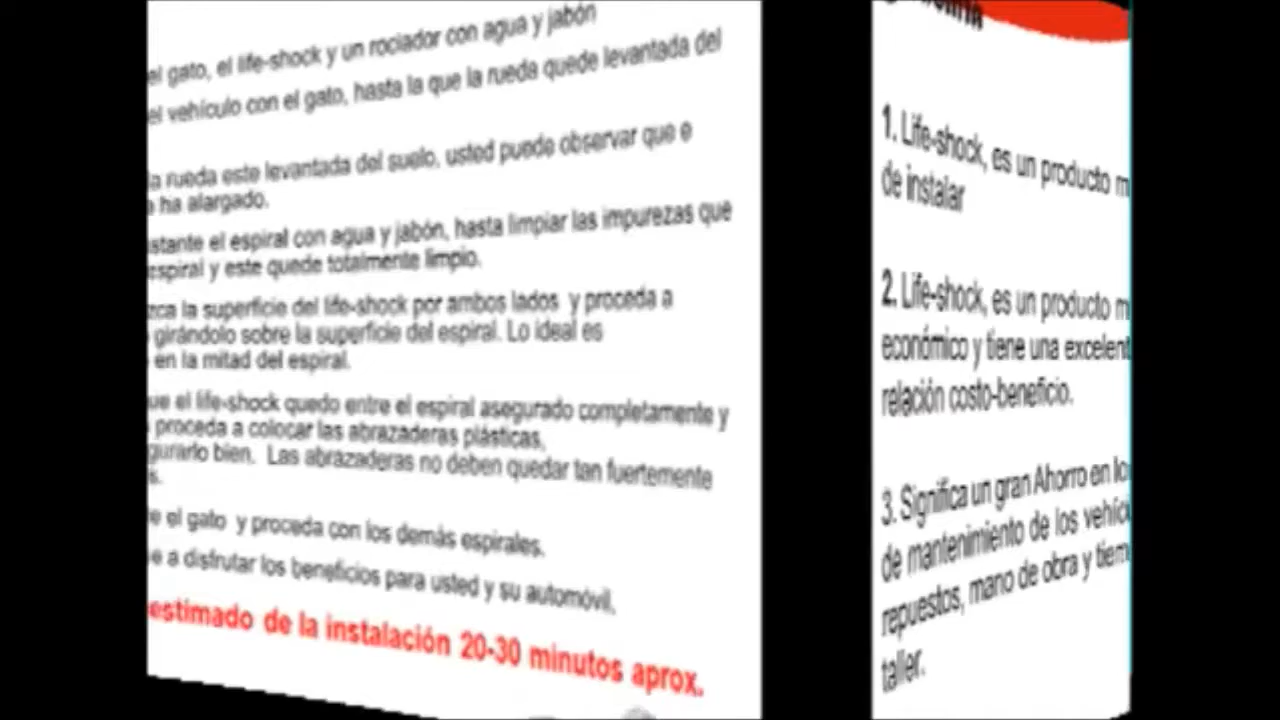 el gato, el life-shock y un rociador con agua y jabón
el vehículo con el gato, hasta la que la rueda quede levantada del
la rueda este levantada del suelo, usted puede observar que e
ha alargado.
stante el espiral con agua y jabón, hasta limpiar las impurezas que
espiral y este quede totalmente limpio.
zca la superficie del life-shock por ambos lados y proceda a
girándolo sobre la superficie del espiral. Lo ideal es
en la mitad del espiral.
ue el life-shock quedo entre el espiral asegurado completamente y
proceda a colocar las abrazaderas plásticas,
gurarlo bien. Las abrazaderas no deben quedar tan fuertemente
s.
e el gato y proceda con los demás espirales.
e a disfrutar los beneficios para usted y su automóvil,
estimado de la instalación 20-30 minutos aprox.
1. Life-shock, es un producto m
de instalar
2. Life-shock, es un producto m
económico y tiene una excelent
relación costo-beneficio.
3. Significa un gran Ahorro en lo
de mantenimiento de los vehíc
repuestos, mano de obra y tiem
taller.